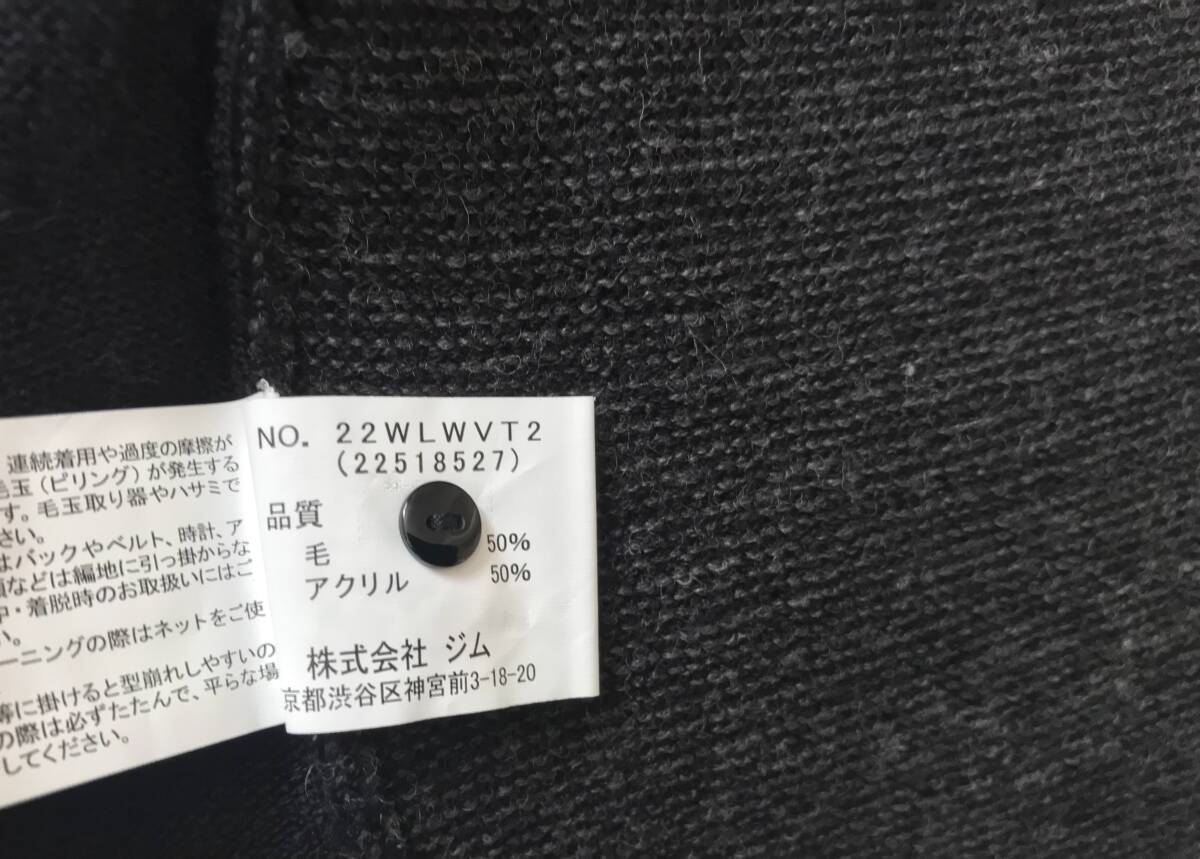 連続着用や過度の摩擦が
毛玉(ピリング)が発生する
す。毛玉取り器やハサミで
さい。
はバックやベルト、時計、ア
類などは編地に引っ掛からな
中・着脱時のお取扱いにはご
い。
ーニングの際はネットをご使
等に掛けると型崩れしやすいの
の際は必ずたたんで、平らな場
してください。
NO. 22WLWVT2
(22518527)
品質
毛 50%
アクリル 50%
株式会社 ジム
京都渋谷区神宮前3-18-20